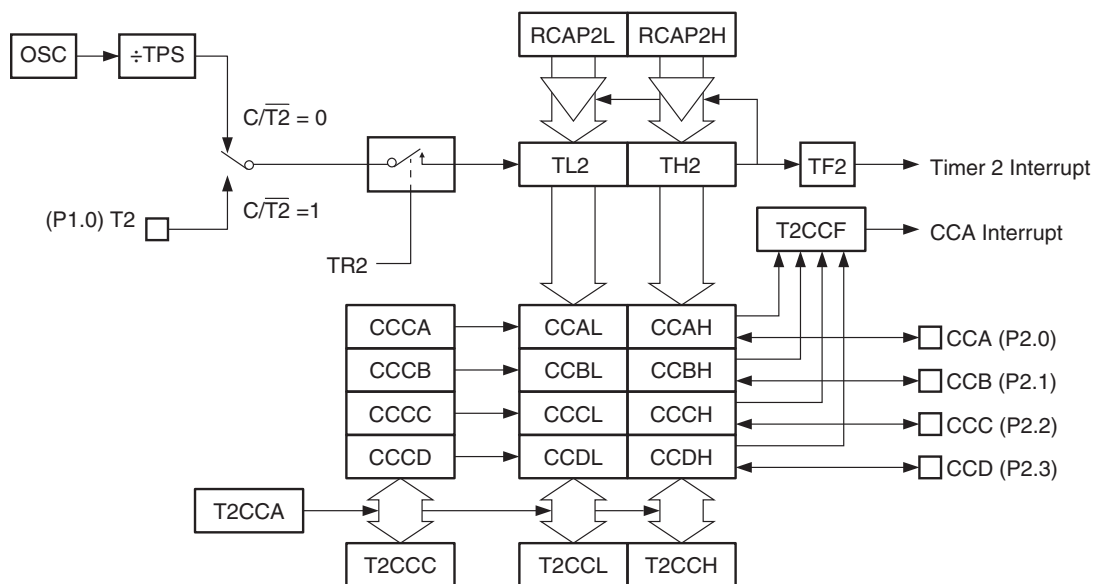 RCAP2L RCAP2H
OSC ÷TPS
C/T2 = 0
TL2 TH2 TF2 Timer 2 Interrupt
C/T2 =1
(P1.0) T2
T2CCF CCA Interrupt
TR2
CCCA CCAL CCAH CCA (P2.0)
CCCB CCBL CCBH CCB (P2.1)
CCCC CCCL CCCH CCC (P2.2)
CCCD CCDL CCDH CCD (P2.3)
T2CCA
T2CCC T2CCL T2CCH